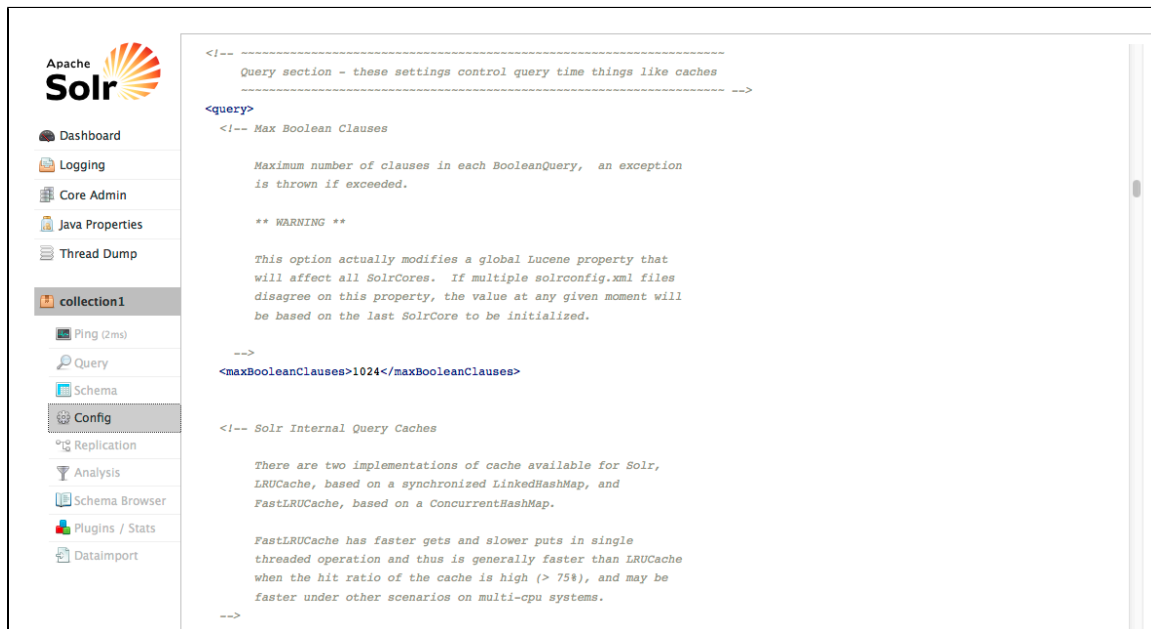 Apache
Solr
Dashboard
Logging
Core Admin
Java Properties
Thread Dump
collection1
Ping (2ms)
Query
Schema
Config
Replication
Analysis
Schema Browser
Plugins / Stats
Dataimport
<!-- ~~~~~~~~~~~~~~~~~~~~~~~~~~~~~~~~~~~~~~~~~~~~~~~~~~~~~~~~~~~~~~~~~~~~~
Query section - these settings control query time things like caches
~~~~~~~~~~~~~~~~~~~~~~~~~~~~~~~~~~~~~~~~~~~~~~~~~~~~~~~~~~~~~~~~~~~~~ -->
<query>
<!-- Max Boolean Clauses
Maximum number of clauses in each BooleanQuery,  an exception
is thrown if exceeded.
** WARNING **
This option actually modifies a global Lucene property that
will affect all SolrCores.  If multiple solrconfig.xml files
disagree on this property, the value at any given moment will
be based on the last SolrCore to be initialized.
-->
<maxBooleanClauses>1024</maxBooleanClauses>
<!-- Solr Internal Query Caches
There are two implementations of cache available for Solr,
LRUCache, based on a synchronized LinkedHashMap, and
FastLRUCache, based on a ConcurrentHashMap.
FastLRUCache has faster gets and slower puts in single
threaded operation and thus is generally faster than LRUCache
when the hit ratio of the cache is high (> 75%), and may be
faster under other scenarios on multi-cpu systems.
-->